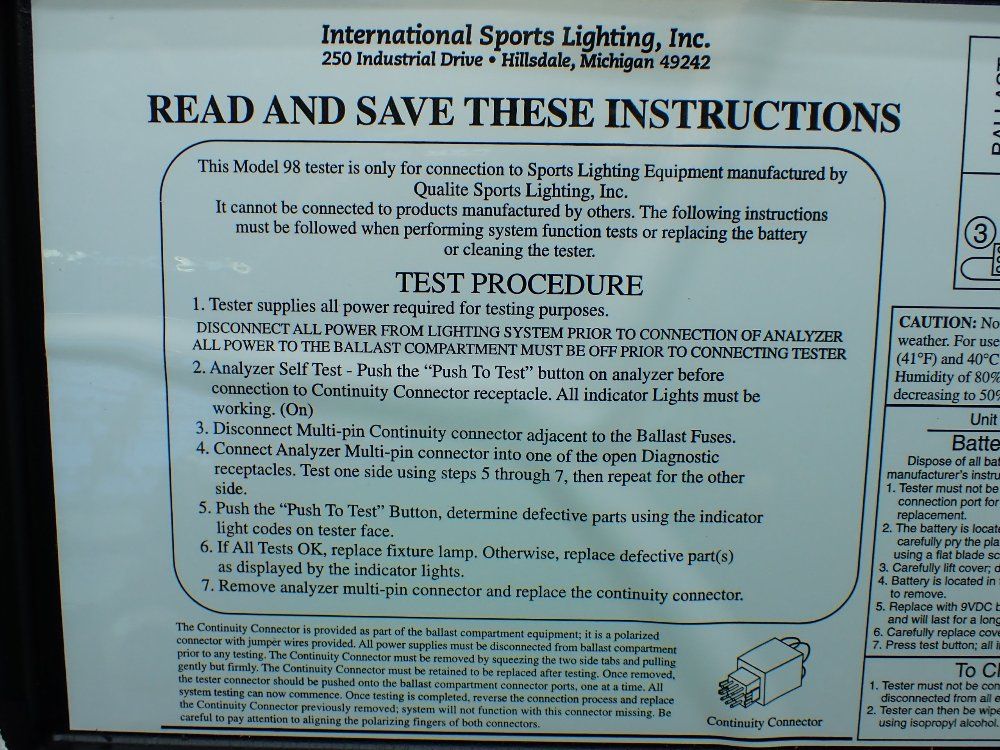 International Sports Lighting, Inc.
250 Industrial Drive • Hillsdale, Michigan 49242
READ AND SAVE THESE INSTRUCTIONS
This Model 98 tester is only for connection to Sports Lighting Equipment manufactured by
Qualite Sports Lighting, Inc.
It cannot be connected to products manufactured by others. The following instructions
must be followed when performing system function tests or replacing the battery
or cleaning the tester.
TEST PROCEDURE
1. Tester supplies all power required for testing purposes.
DISCONNECT ALL POWER FROM LIGHTING SYSTEM PRIOR TO CONNECTION OF ANALYZER
ALL POWER TO THE BALLAST COMPARTMENT MUST BE OFF PRIOR TO CONNECTING TESTER
2. Analyzer Self Test - Push the “Push To Test” button on analyzer before
connection to Continuity Connector receptacle. All indicator Lights must be
working. (On)
3. Disconnect Multi-pin Continuity connector adjacent to the Ballast Fuses.
4. Connect Analyzer Multi-pin connector into one of the open Diagnostic
receptacles. Test one side using steps 5 through 7, then repeat for the other
side.
5. Push the “Push To Test” Button, determine defective parts using the indicator
light codes on tester face.
6. If All Tests OK, replace fixture lamp. Otherwise, replace defective part(s)
as displayed by the indicator lights.
7. Remove analyzer multi-pin connector and replace the continuity connector.
The Continuity Connector is provided as part of the ballast compartment equipment; it is a polarized
connector with jumper wires provided. All power supplies must be disconnected from ballast compartment
prior to any testing. The Continuity Connector must be removed by squeezing the two side tabs and pulling
gently but firmly. The Continuity Connector must be retained to be replaced after testing. Once removed,
the tester connector should be pushed onto the ballast compartment connector ports, one at a time. All
system testing can now commence. Once testing is completed, reverse the connection process and replace
the Continuity Connector previously removed; system will not function with this connector missing. Be
careful to pay attention to aligning the polarizing fingers of both connectors.
Continuity Connector
3
CAUTION: No
weather. For use
(41°F) and 40°C
Humidity of 80%
decreasing to 50%
Unit
Batte
Dispose of all bat
manufacturer's instru
1. Tester must not be
connection port for
replacement.
2. The battery is locate
carefully pry the pla
using a flat blade sc
3. Carefully lift cover; d
4. Battery is located in
to remove.
5. Replace with 9VDC b
and will last for a long
6. Carefully replace cove
7. Press test button; all i
To Cl
1. Tester must not be con
disconnected from all e
2. Tester can then be wipe
using isopropyl alcohol.